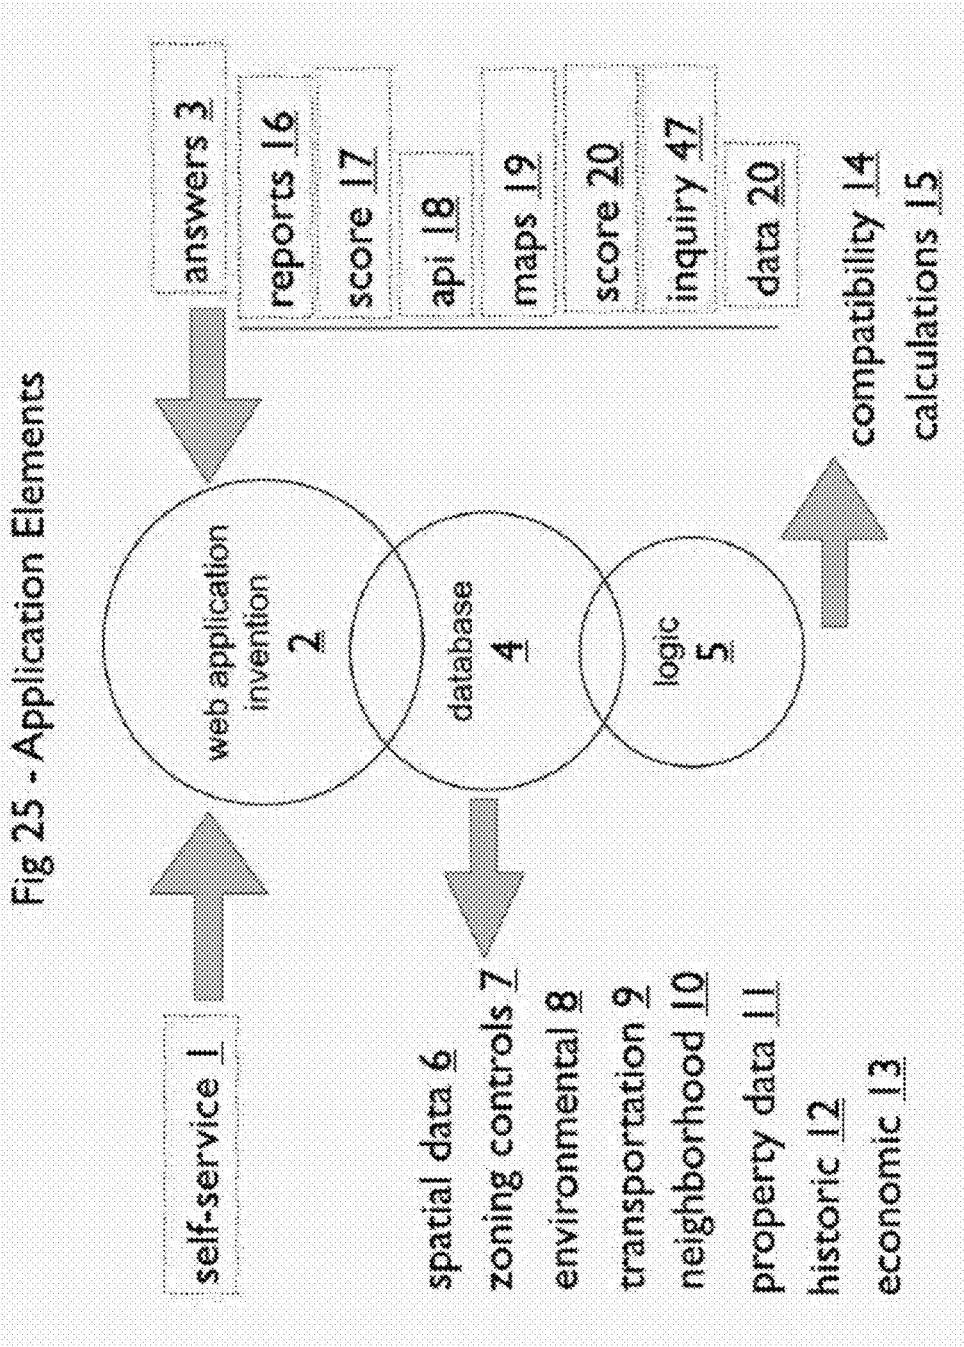 Fig 25 - Application Elements
self-service 1
web application
invention
2
answers 3
reports 16
score 17
api 18
maps 19
score 20
inquiry 47
data 20
database
4
logic
5
spatial data 6
zoning controls 7
environmental 8
transportation 9
neighborhood 10
property data 11
historic 12
economic 13
compatibility 14
calculations 15